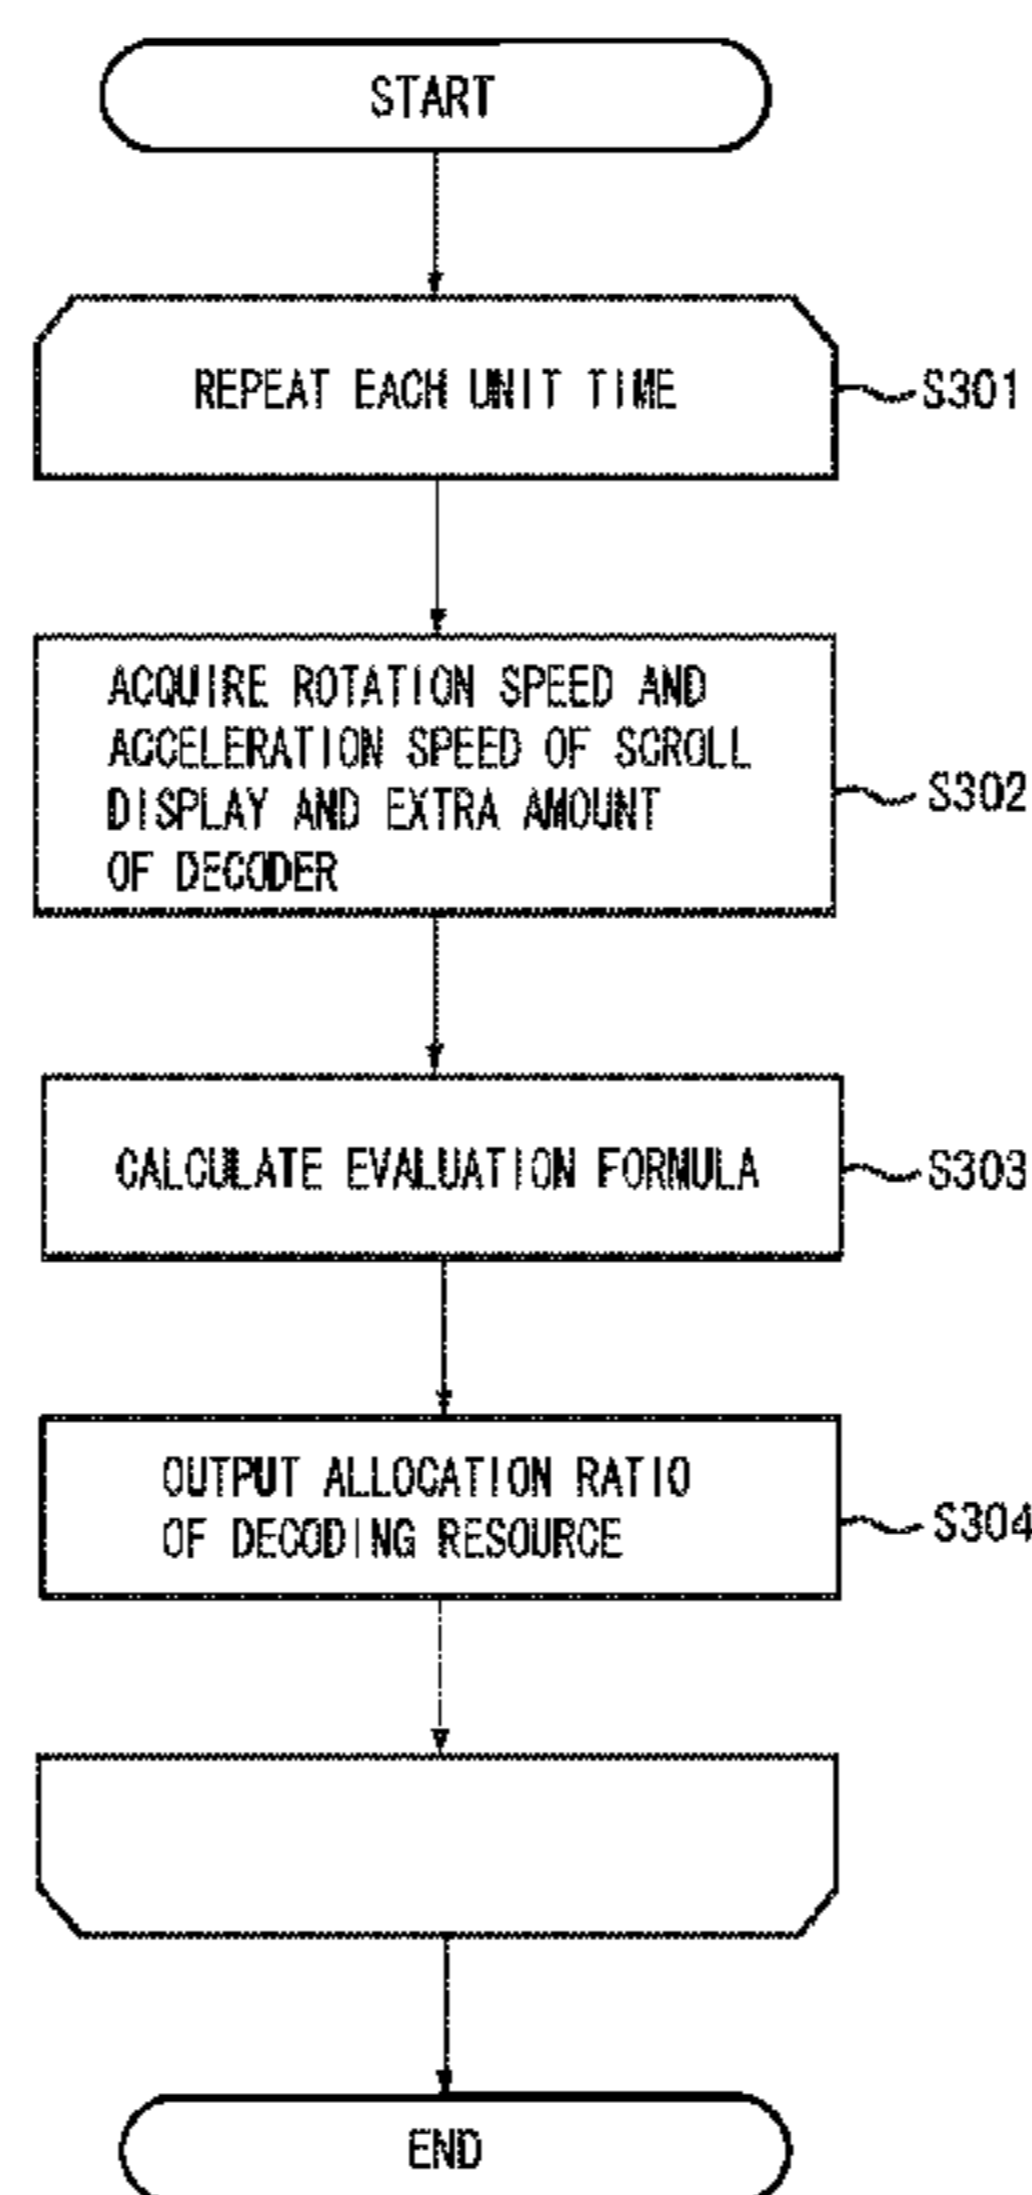 START
REPEAT EACH UNIT TIME
S301
ACQUIRE ROTATION SPEED AND
ACCELERATION SPEED OF SCROLL
DISPLAY AND EXTRA AMOUNT
OF DECODER
S302
CALCULATE EVALUATION FORMULA
S303
OUTPUT ALLOCATION RATIO
OF DECODING RESOURCE
S304
END